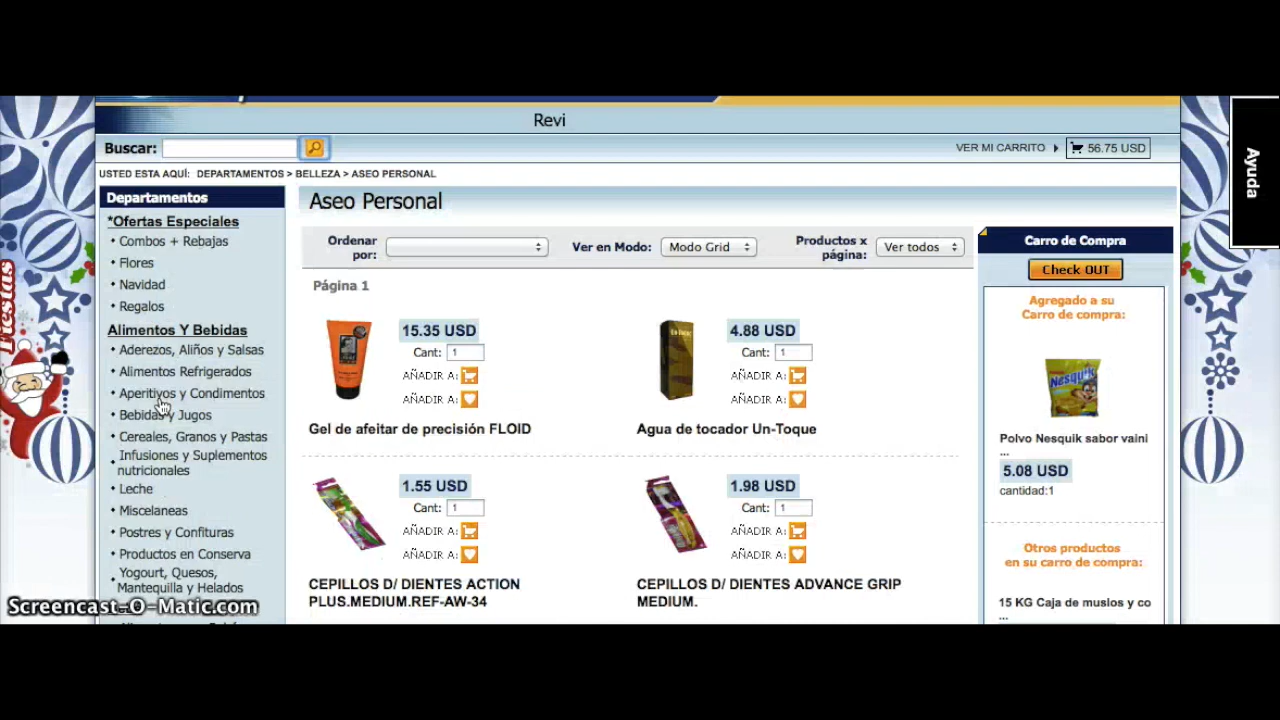 Revi
Buscar:
VER MI CARRITO
56.75 USD
Ayuda
USTED ESTA AQUÍ: DEPARTAMENTOS > BELLEZA > ASEO PERSONAL
Departamentos
*Ofertas Especiales
Combos + Rebajas
Flores
Navidad
Regalos
Alimentos Y Bebidas
Aderezos, Aliños y Salsas
Alimentos Refrigerados
Aperitivos y Condimentos
Bebidas y Jugos
Cereales, Granos y Pastas
Infusiones y Suplementos
nutricionales
Leche
Miscelaneas
Postres y Confituras
Productos en Conserva
Yogourt, Quesos,
Mantequilla y Helados
Aseo Personal
Ordenar
por:
Ver en Modo:
Modo Grid
Productos x
página:
Ver todos
Página 1
15.35 USD
Cant: 1
AÑADIR A:
AÑADIR A:
Gel de afeitar de precisión FLOID
4.88 USD
Cant: 1
AÑADIR A:
AÑADIR A:
Agua de tocador Un-Toque
1.55 USD
Cant: 1
AÑADIR A:
AÑADIR A:
CEPILLOS D/ DIENTES ACTION
PLUS.MEDIUM.REF-AW-34
1.98 USD
Cant: 1
AÑADIR A:
AÑADIR A:
CEPILLOS D/ DIENTES ADVANCE GRIP
MEDIUM.
Carro de Compra
Check OUT
Agregado a su
Carro de compra:
Nesquik
Polvo Nesquik sabor vaini
...
5.08 USD
cantidad:1
Otros productos
en su carro de compra:
15 KG Caja de muslos y co
...
Fiestas
Screencast-O-Matic.com